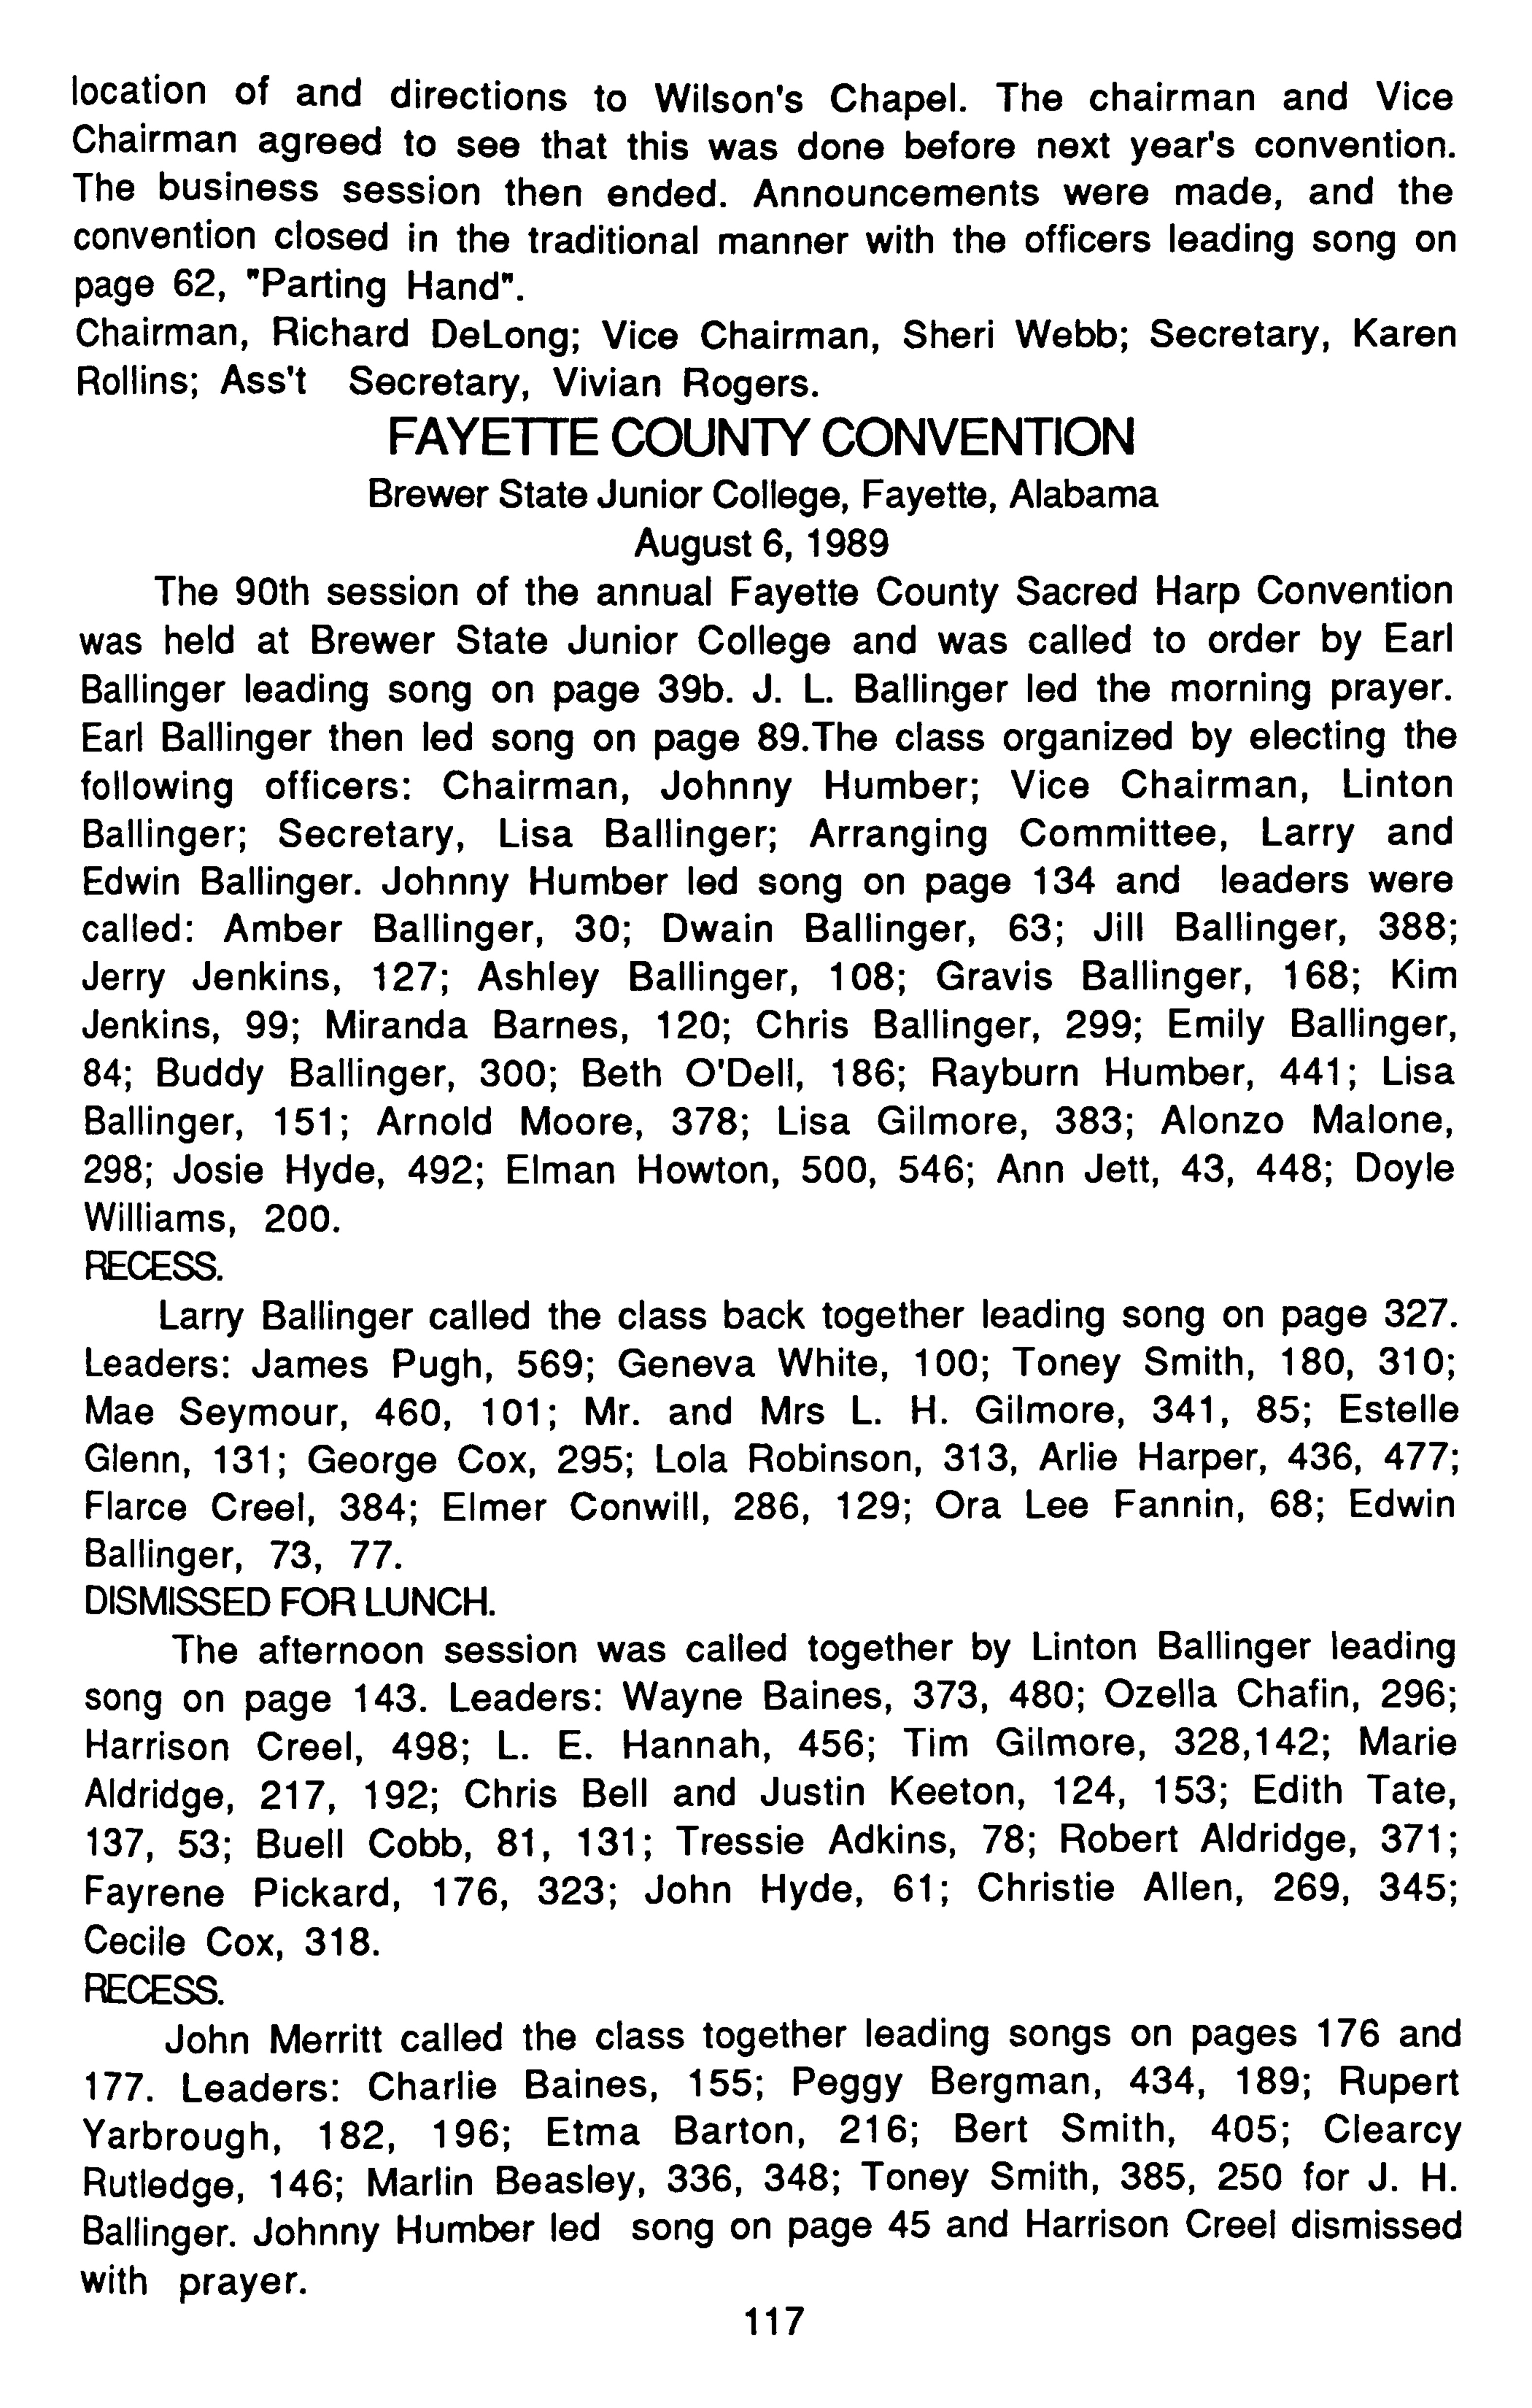 location of and directions to Wilson's Chapel. The chairman and Vice
Chairman agreed to see that this was done before next year's convention.
The business session then ended. Announcements were made, and the
convention closed in the traditional manner with the officers leading song on
page 62, "Parting Hand".
Chairman, Richard DeLong; Vice Chairman, Sheri Webb; Secretary, Karen
Rollins; Ass't Secretary, Vivian Rogers.
FAYETTE COUNTY CONVENTION
Brewer State Junior College, Fayette, Alabama
August 6, 1989
The 90th session of the annual Fayette County Sacred Harp Convention
was held at Brewer State Junior College and was called to order by Earl
Ballinger leading song on page 39b. J. L. Ballinger led the morning prayer.
Earl Ballinger then led song on page 89.The class organized by electing the
following officers: Chairman, Johnny Humber; Vice Chairman, Linton
Ballinger; Secretary, Lisa Ballinger; Arranging Committee, Larry and
Edwin Ballinger. Johnny Humber led song on page 134 and leaders were
called: Amber Ballinger, 30; Dwain Ballinger, 63; Jill Ballinger, 388;
Jerry Jenkins, 127; Ashley Ballinger, 108; Gravis Ballinger, 168; Kim
Jenkins, 99; Miranda Barnes, 120; Chris Ballinger, 299; Emily Ballinger,
84; Buddy Ballinger, 300; Beth O'Dell, 186; Rayburn Humber, 441; Lisa
Ballinger, 151; Arnold Moore, 378; Lisa Gilmore, 383; Alonzo Malone,
298; Josie Hyde, 492; Elman Howton, 500, 546; Ann Jett, 43, 448; Doyle
Williams, 200.
RECESS.
Larry Ballinger called the class back together leading song on page 327.
Leaders: James Pugh, 569; Geneva White, 100; Toney Smith, 180, 310;
Mae Seymour, 460, 101; Mr. and Mrs L. H. Gilmore, 341, 85; Estelle
Glenn, 131; George Cox, 295; Lola Robinson, 313, Arlie Harper, 436, 477;
Flarce Creel, 384; Elmer Conwill, 286, 129; Ora Lee Fannin, 68; Edwin
Ballinger, 73, 77.
DISMISSED FOR LUNCH.
The afternoon session was called together by Linton Ballinger leading
song on page 143. Leaders: Wayne Baines, 373, 480; Ozella Chafin, 296;
Harrison Creel, 498; L. E. Hannah, 456; Tim Gilmore, 328,142; Marie
Aldridge, 217, 192; Chris Bell and Justin Keeton, 124, 153; Edith Tate,
137, 53; Buell Cobb, 81, 131; Tressie Adkins, 78; Robert Aldridge, 371;
Fayrene Pickard, 176, 323; John Hyde, 61; Christie Allen, 269, 345;
Cecile Cox, 318.
RECESS.
John Merritt called the class together leading songs on pages 176 and
177. Leaders: Charlie Baines, 155; Peggy Bergman, 434, 189; Rupert
Yarbrough, 182, 196; Etma Barton, 216; Bert Smith, 405; Clearcy
Rutledge, 146; Marlin Beasley, 336, 348; Toney Smith, 385, 250 for J. H.
Ballinger. Johnny Humber led song on page 45 and Harrison Creel dismissed
with prayer.
117